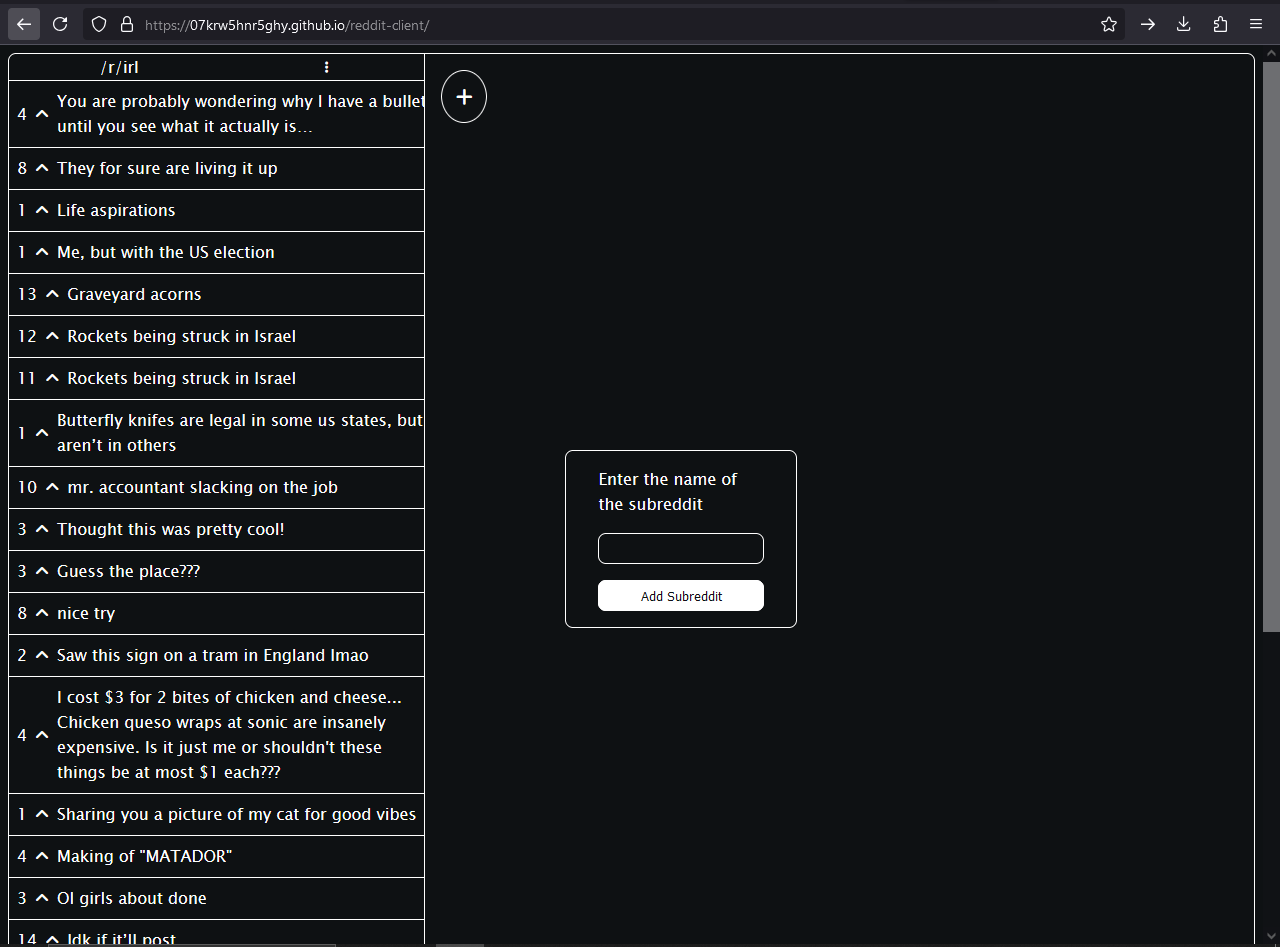 https://07krw5hnr5ghy.github.io/reddit-client/
/r/irl
4 You are probably wondering why I have a bullet
until you see what it actually is…
8 They for sure are living it up
1 Life aspirations
1 Me, but with the US election
13 Graveyard acorns
12 Rockets being struck in Israel
11 Rockets being struck in Israel
1 Butterfly knifes are legal in some us states, but
aren’t in others
10 mr. accountant slacking on the job
3 Thought this was pretty cool!
3 Guess the place???
8 nice try
2 Saw this sign on a tram in England lmao
4 I cost $3 for 2 bites of chicken and cheese...
Chicken queso wraps at sonic are insanely
expensive. Is it just me or shouldn't these
things be at most $1 each???
1 Sharing you a picture of my cat for good vibes
4 Making of "MATADOR"
3 Ol girls about done
14 Idk if it’ll post
Enter the name of
the subreddit
Add Subreddit